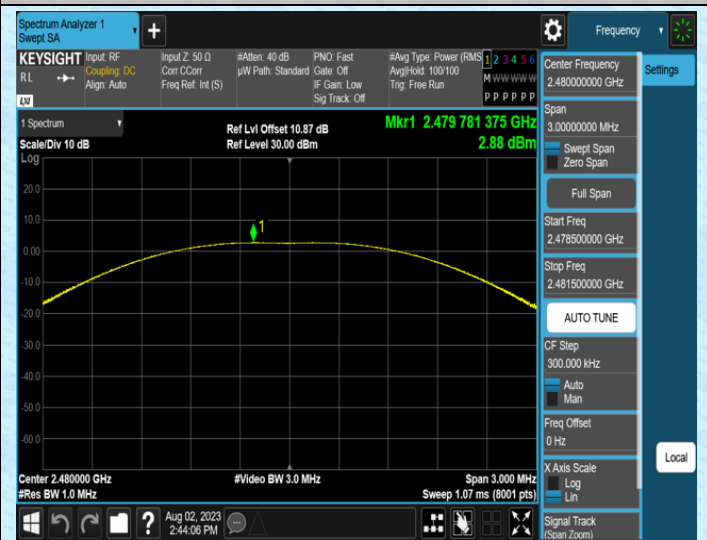 Spectrum Analyzer 1
Swept SA
+
Frequency
KEYSIGHT
RL
LXI
Input: RF
Coupling: DC
Align: Auto
Input Z: 50 Ω
Corr CCorr
Freq Ref: Int (S)
#Atten: 40 dB
µW Path: Standard
PNO: Fast
Gate: Off
IF Gain: Low
Sig Track: Off
#Avg Type: Power (RMS
Avg|Hold: 100/100
Trig: Free Run
1 2 3 4 5 6
M W W W W W
P P P P P P
1 Spectrum
Scale/Div 10 dB
Log
Ref Lvl Offset 10.87 dB
Ref Level 30.00 dBm
Mkr1 2.479 781 375 GHz
2.88 dBm
1
20.0
10.0
0.00
-10.0
-20.0
-30.0
-40.0
-50.0
-60.0
Center 2.480000 GHz
#Res BW 1.0 MHz
#Video BW 3.0 MHz
Span 3.000 MHz
Sweep 1.07 ms (8001 pts)
?
Aug 02, 2023
2:44:06 PM
Center Frequency
2.480000000 GHz
Span
3.00000000 MHz
Swept Span
Zero Span
Full Span
Start Freq
2.478500000 GHz
Stop Freq
2.481500000 GHz
AUTO TUNE
CF Step
300.000 kHz
Auto
Man
Freq Offset
0 Hz
X Axis Scale
Log
Lin
Signal Track
(Span Zoom)
Settings
Local